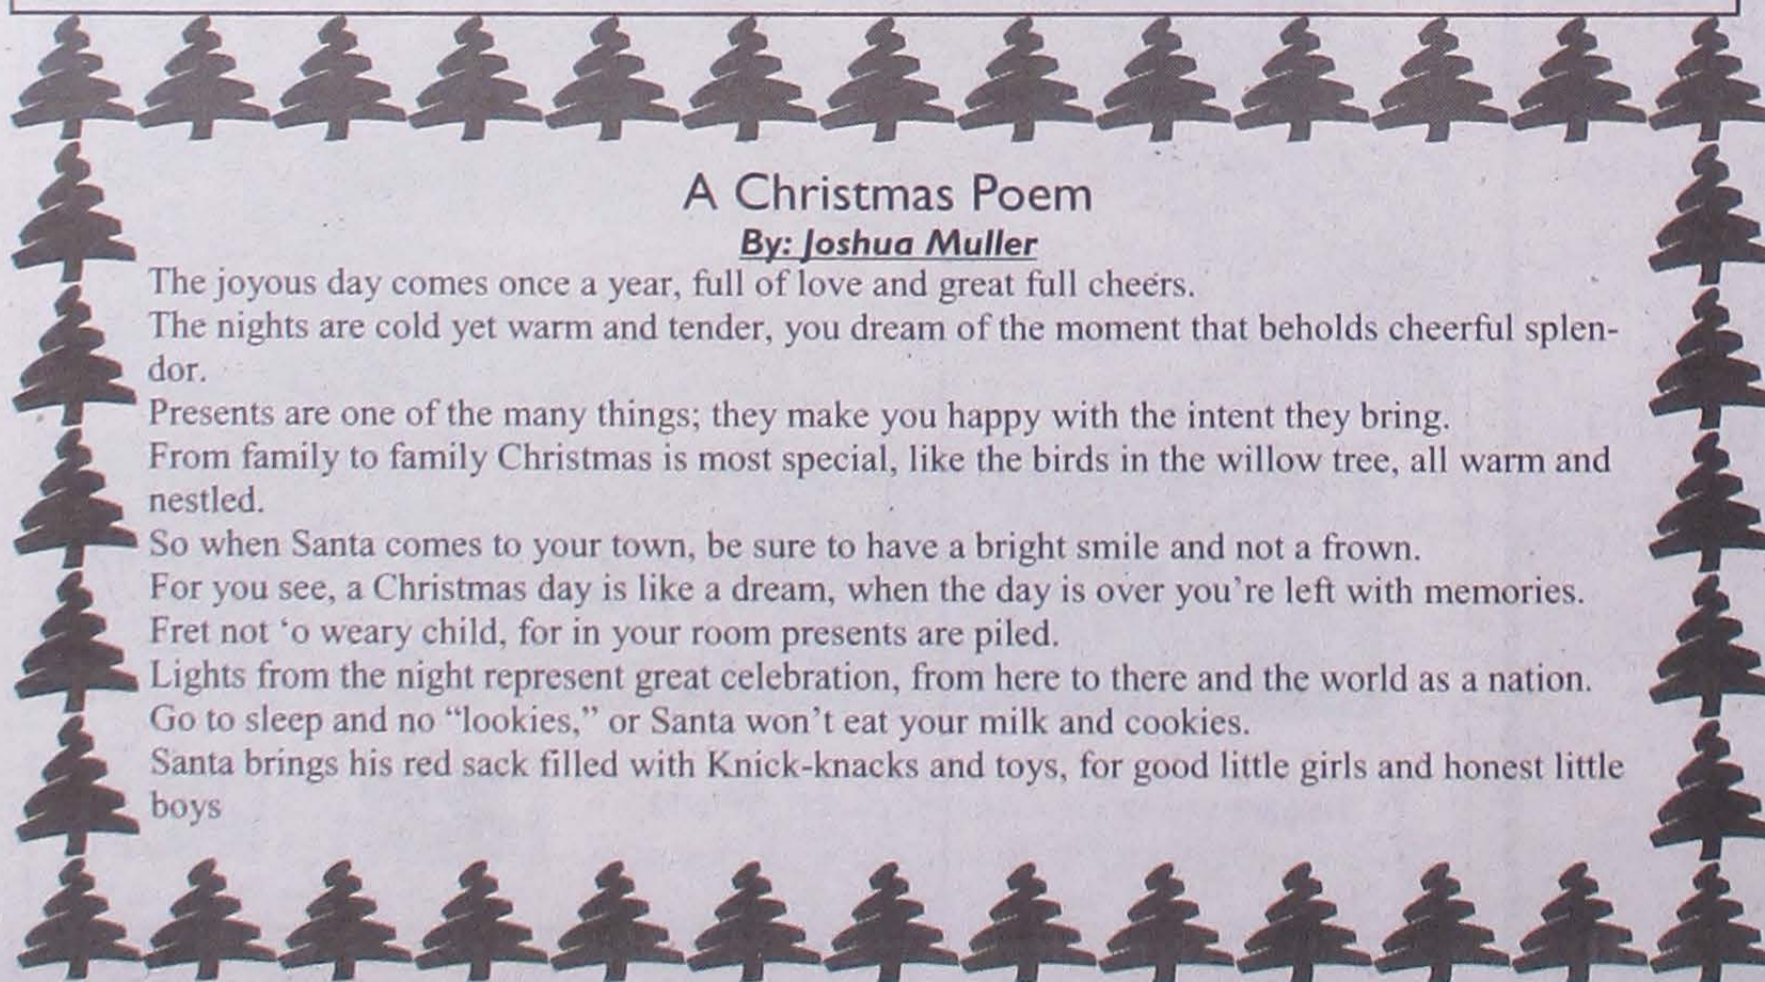 A Christmas Poem
By: Joshua Muller
The joyous day comes once a year, full of love and great full cheers.
The nights are cold yet warm and tender, you dream of the moment that beholds cheerful splen-
dor.
Presents are one of the many things; they make you happy with the intent they bring.
From family to family Christmas is most special, like the birds in the willow tree, all warm and
nestled.
So when Santa comes to your town, be sure to have a bright smile and not a frown.
For you see, a Christmas day is like a dream, when the day is over you're left with memories.
Fret not ‘o weary child, for in your room presents are piled.
Lights from the night represent great celebration, from here to there and the world as a nation.
Go to sleep and no “lookies,” or Santa won't eat your milk and cookies.
Santa brings his red sack filled with Knick-knacks and toys, for good little girls and honest little
boys